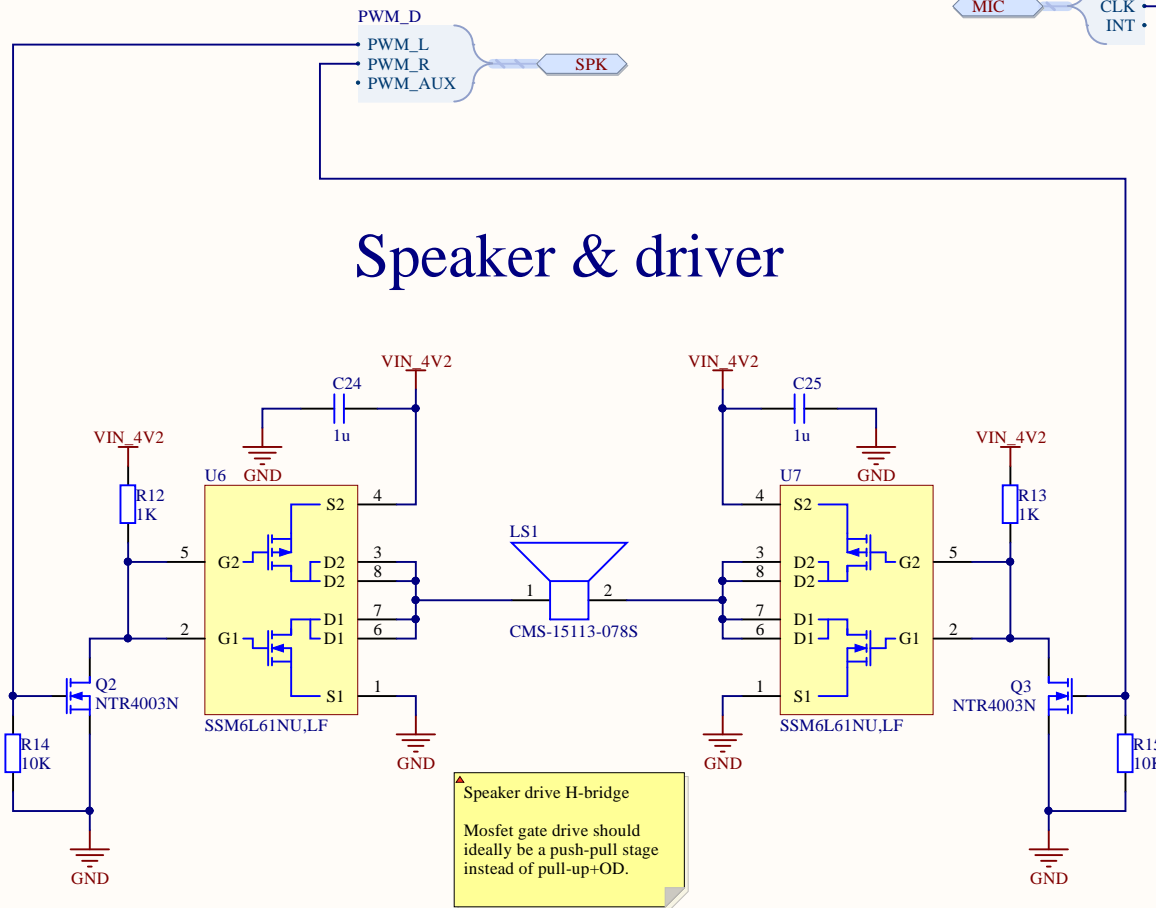 PWM_D
MIC
CLK
INT
PWM_L
PWM_R
PWM_AUX
SPK
Speaker & driver
VIN_4V2
VIN_4V2
C24
1u
GND
C25
1u
GND
VIN_4V2
VIN_4V2
R12
1K
R13
1K
U6
S2
4
5
G2
D2
3
D2
8
D1
7
2
G1
D1
6
S1
1
SSM6L61NU,LF
GND
LS1
1
2
CMS-15113-078S
U7
4
S2
3
D2
8
D2
G2
5
7
D1
6
D1
G1
2
1
S1
SSM6L61NU,LF
GND
Q2
NTR4003N
Q3
NTR4003N
R14
10K
R15
10K
GND
GND
Speaker drive H-bridge
Mosfet gate drive should
ideally be a push-pull stage
instead of pull-up+OD.